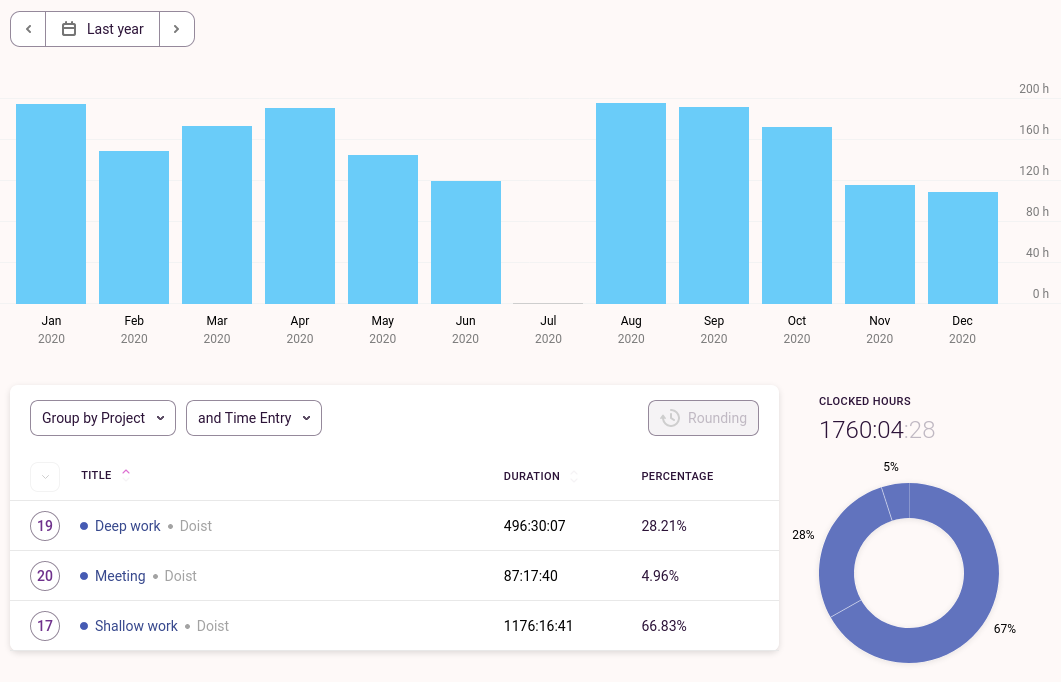 Last year
200 h
160 h
120 h
80 h
40 h
0 h
Jan Feb Mar Apr May Jun Jul Aug Sep Oct Nov Dec
2020 2020 2020 2020 2020 2020 2020 2020 2020 2020 2020 2020
Group by Project and Time Entry Rounding
TITLE DURATION PERCENTAGE
19 Deep work • Doist 496:30:07 28.21%
20 Meeting • Doist 87:17:40 4.96%
17 Shallow work • Doist 1176:16:41 66.83%
CLOCKED HOURS
1760:04:28
5%
28%
67%